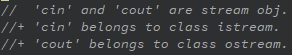 //  'cin' and 'cout' are stream obj.
//+ 'cin' belongs to class istream.
//+ 'cout' belongs to class ostream.